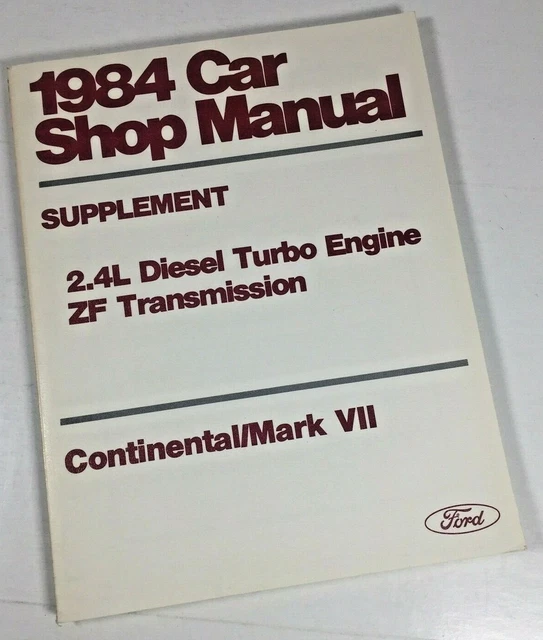 1984 Car
Shop Manual
SUPPLEMENT
2.4L Diesel Turbo Engine
ZF Transmission
Continental/Mark VII
Ford